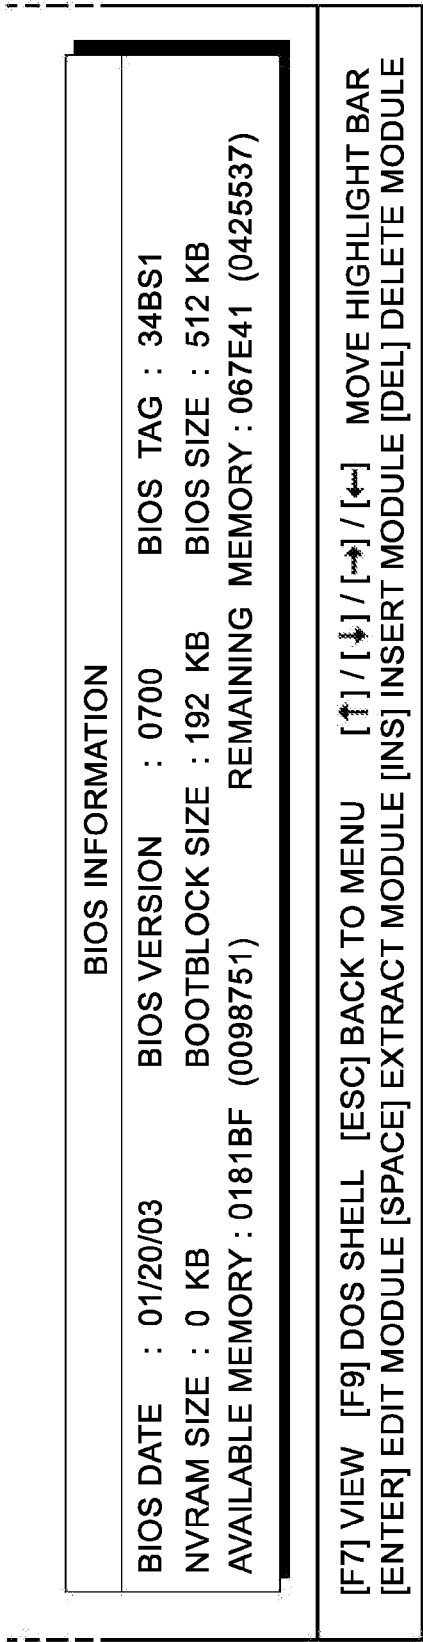 BIOS INFORMATION
BIOS DATE : 01/20/03 BIOS VERSION : 0700 BIOS TAG : 34BS1
NVRAM SIZE : 0 KB BOOTBLOCK SIZE : 192 KB BIOS SIZE : 512 KB
AVAILABLE MEMORY : 0181BF (0098751) REMAINING MEMORY : 067E41 (0425537)
[F7] VIEW [F9] DOS SHELL [ESC] BACK TO MENU [↑] / [↓] / [→] / [←] MOVE HIGHLIGHT BAR
[ENTER] EDIT MODULE [SPACE] EXTRACT MODULE [INS] INSERT MODULE [DEL] DELETE MODULE